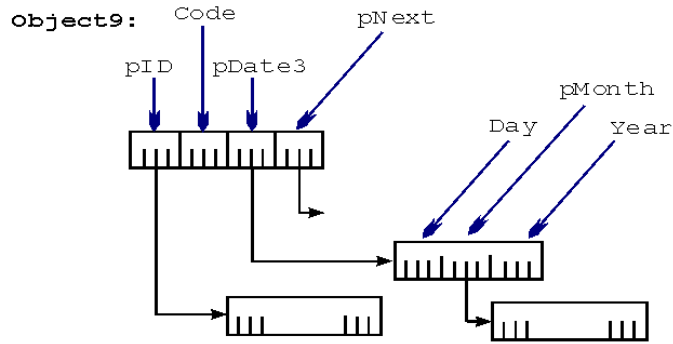 Object9:
Code
pNext
pID
pDate3
pMonth
Day
Year